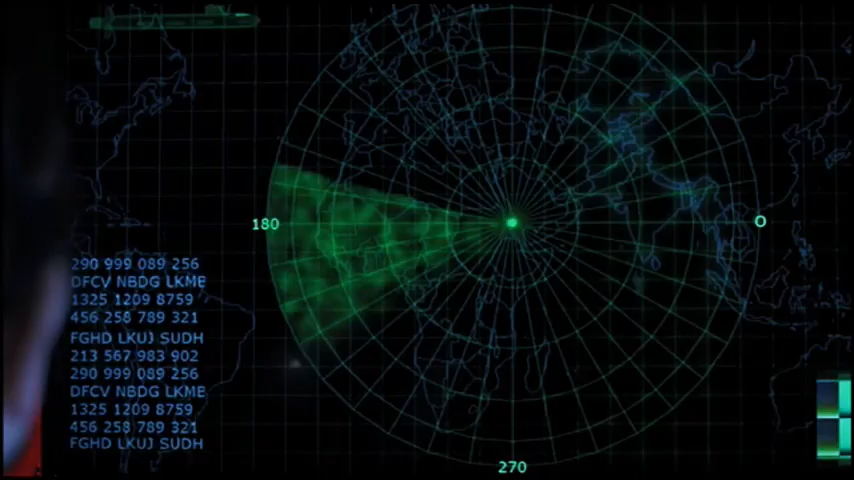 180
O
290 999 089 256
DFCV NBDG LKME
1325 1209 8759
456 258 789 321
FGHD LKUJ SUDH
213 567 983 902
290 999 089 256
DFCV NBDG LKME
1325 1209 8759
456 258 789 321
FGHD LKUJ SUDH
270